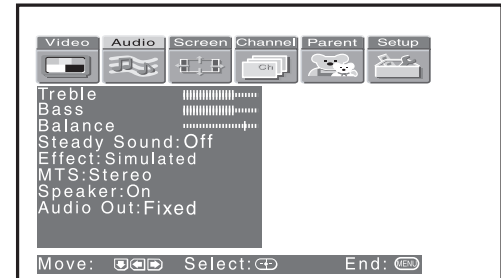 Video Audio Screen Channel Parent Setup
Ch
Treble
Bass
Balance
Steady Sound:Off
Effect:Simulated
MTS:Stereo
Speaker:On
Audio Out:Fixed
Move: Select: End: MENU